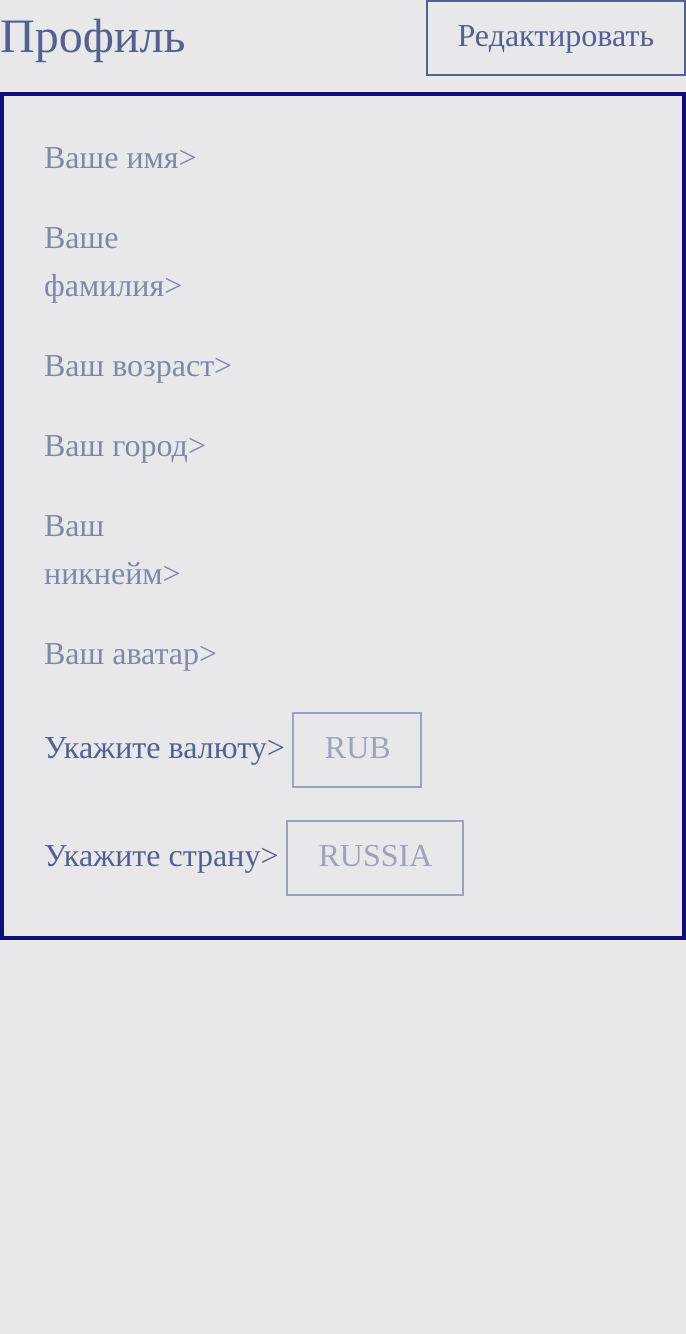 Профиль
Редактировать
Ваше имя>
Ваше
фамилия>
Ваш возраст>
Ваш город>
Ваш
никнейм>
Ваш аватар>
Укажите валюту> RUB
Укажите страну> RUSSIA